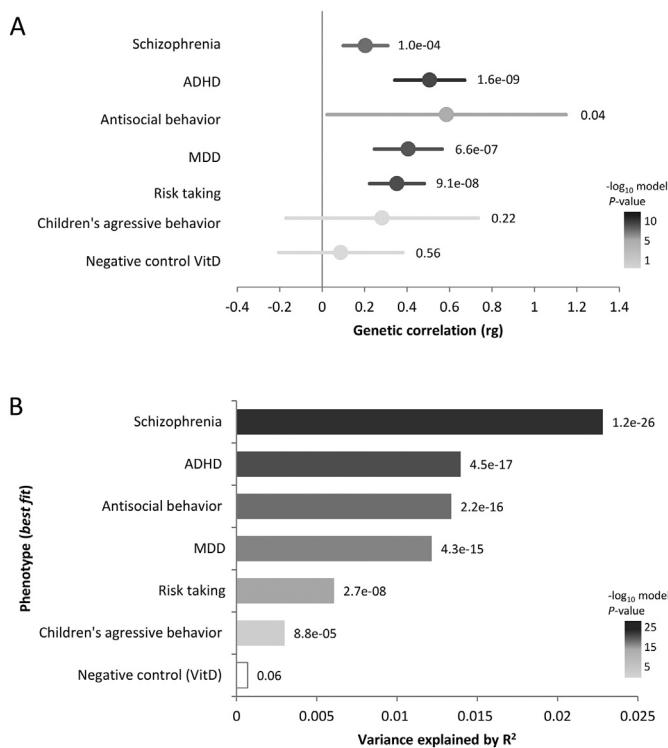 A
Schizophrenia
1.0e-04
ADHD
1.6e-09
Antisocial behavior
0.04
MDD
6.6e-07
Risk taking
9.1e-08
Children's agressive behavior
0.22
Negative control VitD
0.56
-log10 model
P-value
10
5
1
-0.4 -0.2 0 0.2 0.4 0.6 0.8 1 1.2 1.4
Genetic correlation (rg)
B
Phenotype (best fit)
Schizophrenia
1.2e-26
ADHD
4.5e-17
Antisocial behavior
2.2e-16
MDD
4.3e-15
Risk taking
2.7e-08
Children's agressive behavior
8.8e-05
Negative control (VitD)
0.06
-log10 model
P-value
25
15
5
0 0.005 0.01 0.015 0.02 0.025
Variance explained by R²